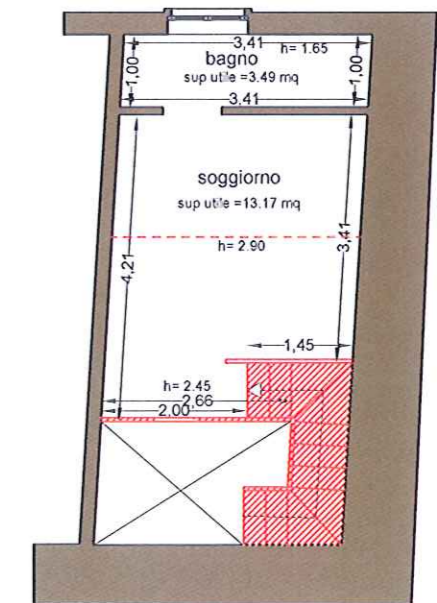 3,41
h= 1.65
bagno
1,00
1,00
sup utile =3.49 mq
3,41
soggiorno
sup utile =13.17 mq
4,21
3,41
h= 2.90
1,45
h= 2.45
2,66
2,00